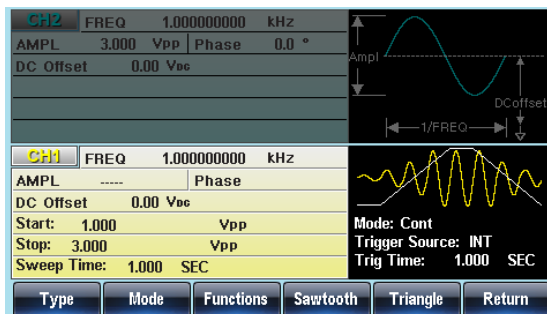 CH2 FREQ 1.000000000 kHz
AMPL 3.000 Vpp Phase 0.0 °
DC Offset 0.00 VDC
Ampl
DCoffset
1/FREQ
CH1 FREQ 1.000000000 kHz
AMPL ----- Phase
DC Offset 0.00 VDC
Start: 1.000 Vpp
Stop: 3.000 Vpp
Sweep Time: 1.000 SEC
Mode: Cont
Trigger Source: INT
Trig Time: 1.000 SEC
Type Mode Functions Sawtooth Triangle Return